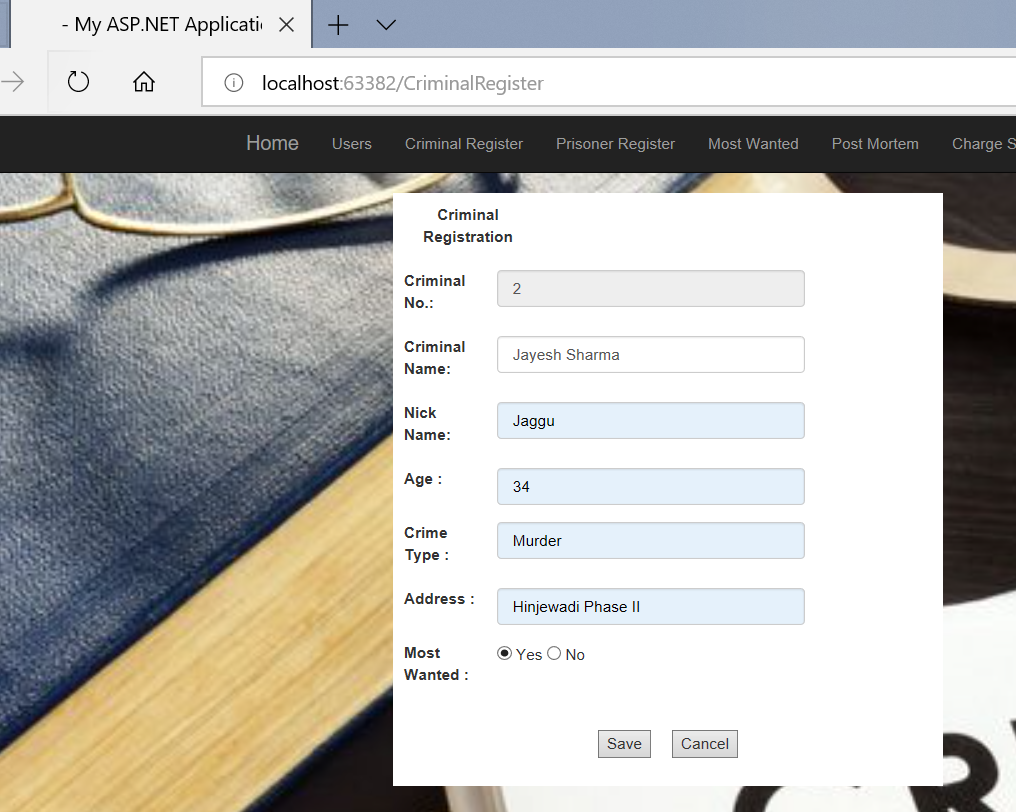 - My ASP.NET Applicati
localhost:63382/CriminalRegister
Home Users Criminal Register Prisoner Register Most Wanted Post Mortem Charge S
Criminal
Registration
Criminal
No.:
2
Criminal
Name:
Jayesh Sharma
Nick
Name:
Jaggu
Age :
34
Crime
Type :
Murder
Address :
Hinjewadi Phase II
Most
Wanted :
Yes No
Save Cancel